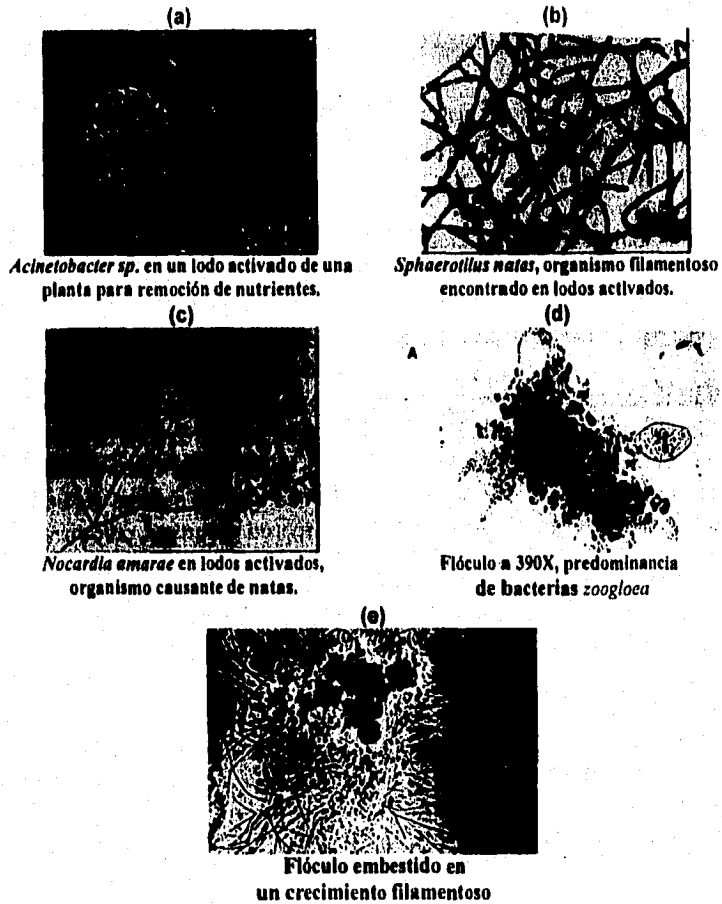 (a)
(b)
Acinetobacter sp. en un lodo activado de una
planta para remoción de nutrientes.
Sphaerotilus natas, organismo filamentoso
encontrado en lodos activados.
(c)
(d)
A
Nocardia amarae en lodos activados,
organismo causante de natas.
Flóculo a 390X, predominancia
de bacterias zoogloea
(e)
Flóculo embestido en
un crecimiento filamentoso